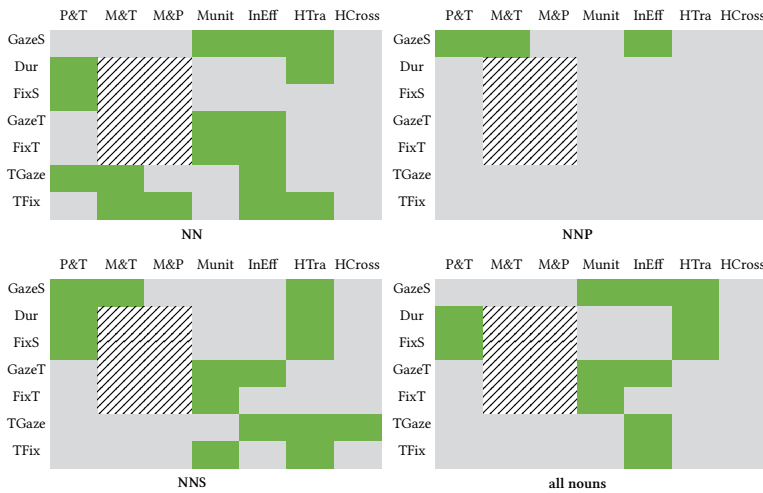 P&T M&T M&P Munit InEff HTra HCross
GazeS
Dur
FixS
GazeT
FixT
TGaze
TFix
NN
P&T M&T M&P Munit InEff HTra HCross
GazeS
Dur
FixS
GazeT
FixT
TGaze
TFix
NNP
P&T M&T M&P Munit InEff HTra HCross
GazeS
Dur
FixS
GazeT
FixT
TGaze
TFix
NNS
P&T M&T M&P Munit InEff HTra HCross
GazeS
Dur
FixS
GazeT
FixT
TGaze
TFix
all nouns